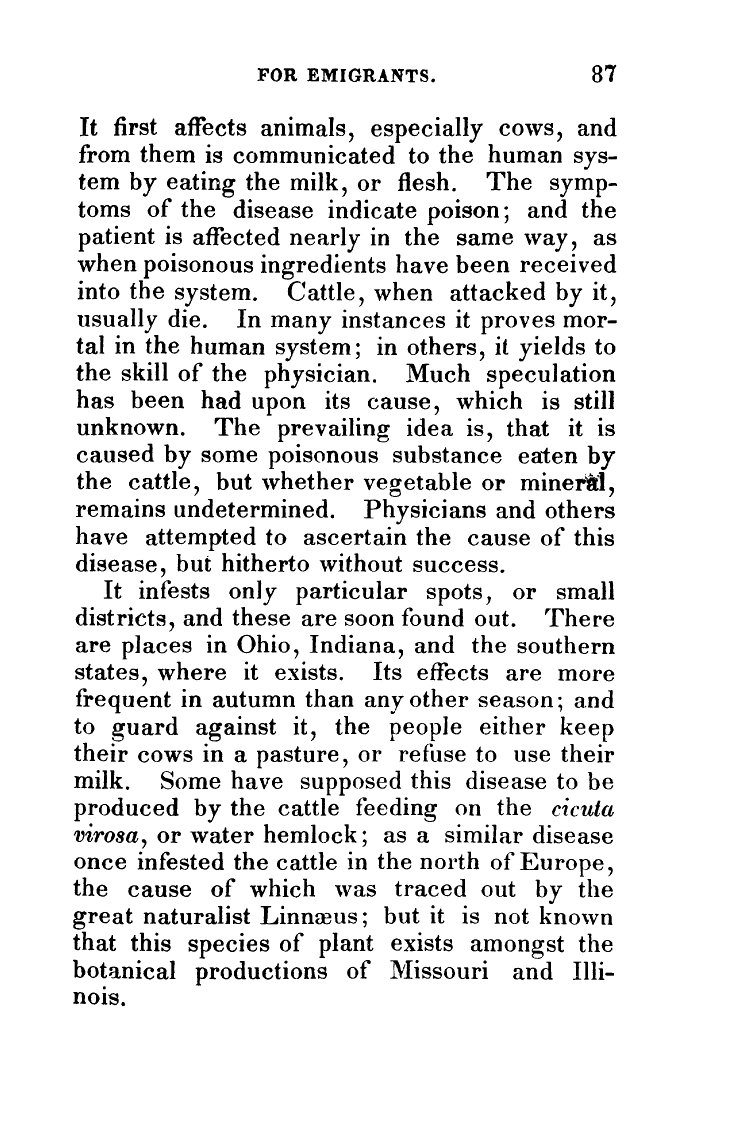 FOR EMIGRANTS. 87
It first affects animals, especially cows, and
from them is communicated to the human sys-
tem by eating the milk, or flesh. The symp-
toms of the disease indicate poison; and the
patient is affected nearly in the same way, as
when poisonous ingredients have been received
into the system. Cattle, when attacked by it,
usually die. In many instances it proves mor-
tal in the human system; in others, it yields to
the skill of the physician. Much speculation
has been had upon its cause, which is still
unknown. The prevailing idea is, that it is
caused by some poisonous substance eaten by
the cattle, but whether vegetable or mineral,
remains undetermined. Physicians and others
have attempted to ascertain the cause of this
disease, but hitherto without success.
It infests only particular spots, or small
districts, and these are soon found out. There
are places in Ohio, Indiana, and the southern
states, where it exists. Its effects are more
frequent in autumn than any other season; and
to guard against it, the people either keep
their cows in a pasture, or refuse to use their
milk. Some have supposed this disease to be
produced by the cattle feeding on the cicuta
virosa, or water hemlock; as a similar disease
once infested the cattle in the north of Europe,
the cause of which was traced out by the
great naturalist Linnæus; but it is not known
that this species of plant exists amongst the
botanical productions of Missouri and Illi-
nois.